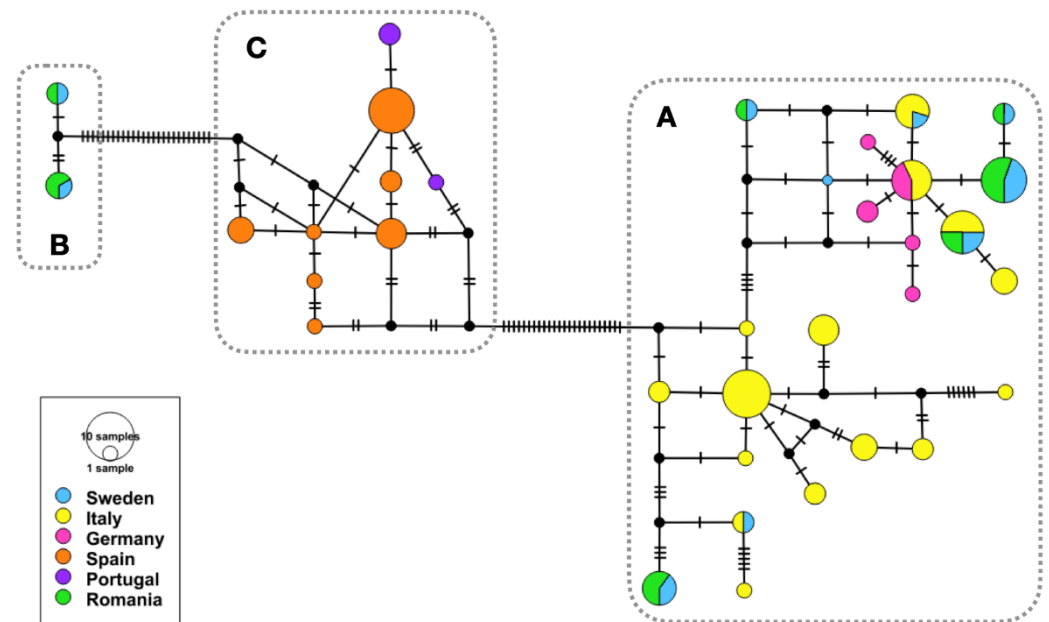 C
A
B
10 samples
1 sample
Sweden
Italy
Germany
Spain
Portugal
Romania